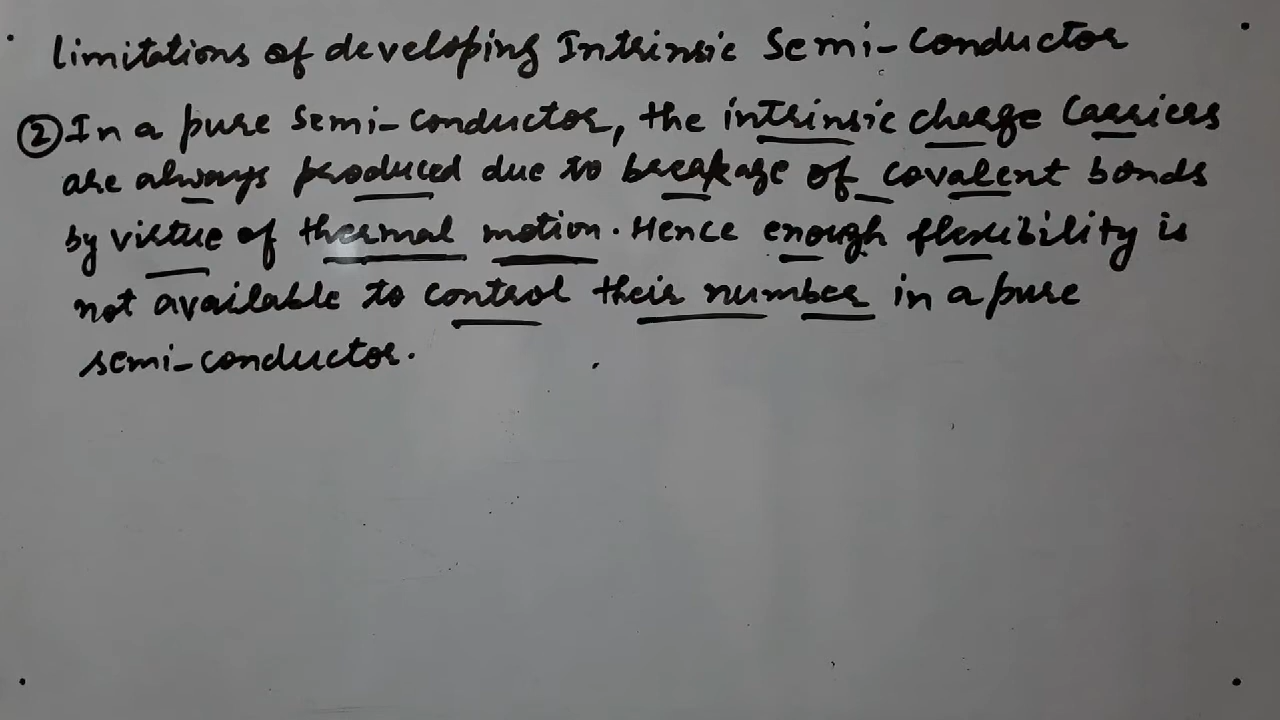 limitations of developing Intrinsic Semi-Conductor
② In a pure Semi-Conductor, the intrinsic charge Carriers
are always produced due to breakage of covalent bonds
by virtue of thermal motion. Hence enough flexibility is
not available to control their number in a pure
semi-conductor.